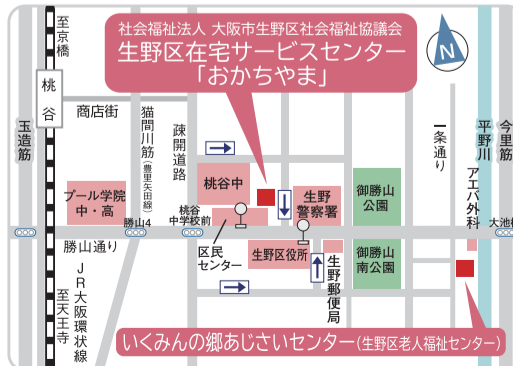 社会福祉法人 大阪市生野区社会福祉協議会
生野区在宅サービスセンター
「おかちやま」
N
至京橋
桃谷
商店街
玉造筋
猫間川筋(豊里矢田線)
疎開道路
一条通り
平野川
今里筋
アエバ外科
プール学院
中・高
桃谷中
生野
警察署
御勝山
公園
勝山4
桃谷
中学校前
大池橋
勝山通り
区民
センター
生野区役所
生野郵便局
御勝山
南公園
JR大阪環状線
至天王寺
いくみんの郷あじさいセンター(生野区老人福祉センター)